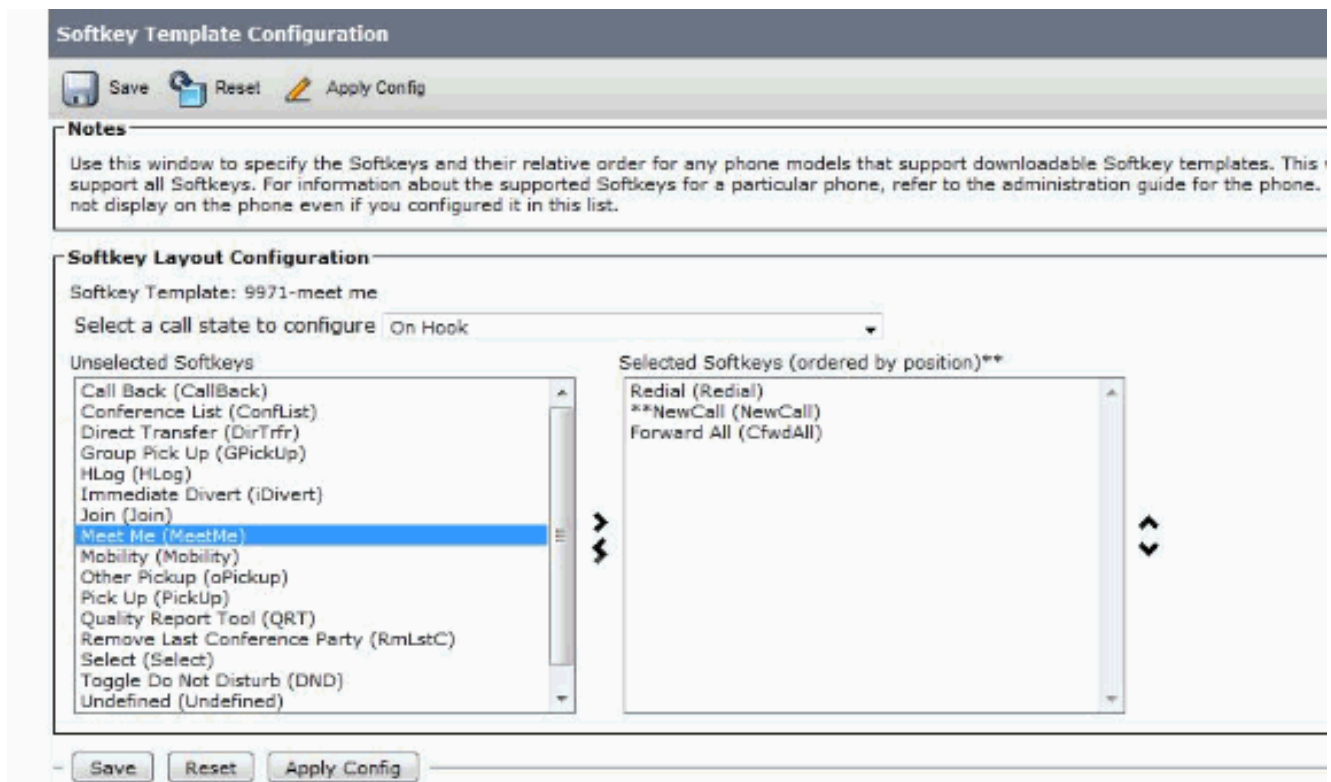 Softkey Template Configuration
Save Reset Apply Config
Notes
Use this window to specify the Softkeys and their relative order for any phone models that support downloadable Softkey templates. This
support all Softkeys. For information about the supported Softkeys for a particular phone, refer to the administration guide for the phone.
not display on the phone even if you configured it in this list.
Softkey Layout Configuration
Softkey Template: 9971-meet me
Select a call state to configure On Hook
Unselected Softkeys
Call Back (CallBack)
Conference List (ConfList)
Direct Transfer (DirTrfr)
Group Pick Up (GPickUp)
HLog (HLog)
Immediate Divert (iDivert)
Join (Join)
Meet Me (MeetMe)
Mobility (Mobility)
Other Pickup (oPickup)
Pick Up (PickUp)
Quality Report Tool (QRT)
Remove Last Conference Party (RmLstC)
Select (Select)
Toggle Do Not Disturb (DND)
Undefined (Undefined)
Selected Softkeys (ordered by position)**
Redial (Redial)
**NewCall (NewCall)
Forward All (CfwdAll)
Save Reset Apply Config